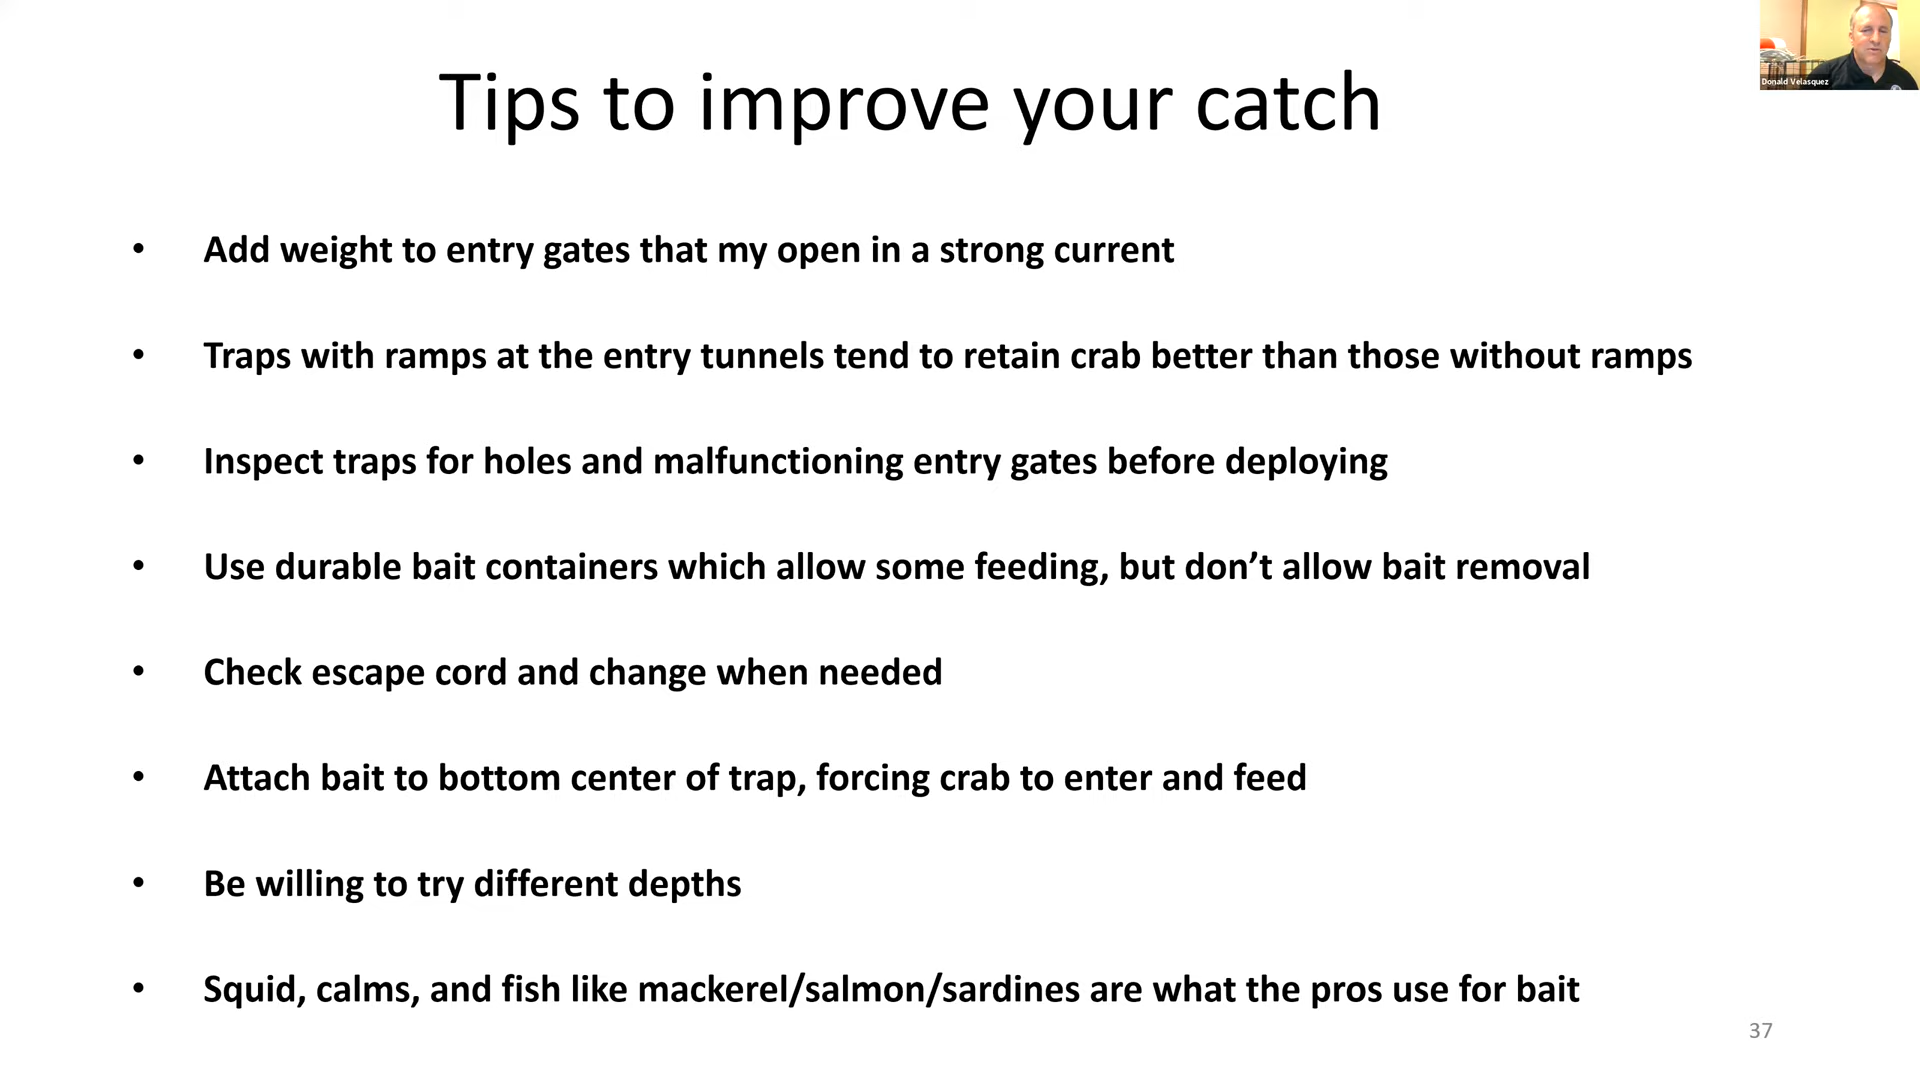 Tips to improve your catch
Donald Velasquez
• Add weight to entry gates that my open in a strong current
• Traps with ramps at the entry tunnels tend to retain crab better than those without ramps
• Inspect traps for holes and malfunctioning entry gates before deploying
• Use durable bait containers which allow some feeding, but don’t allow bait removal
• Check escape cord and change when needed
• Attach bait to bottom center of trap, forcing crab to enter and feed
• Be willing to try different depths
• Squid, calms, and fish like mackerel/salmon/sardines are what the pros use for bait
37